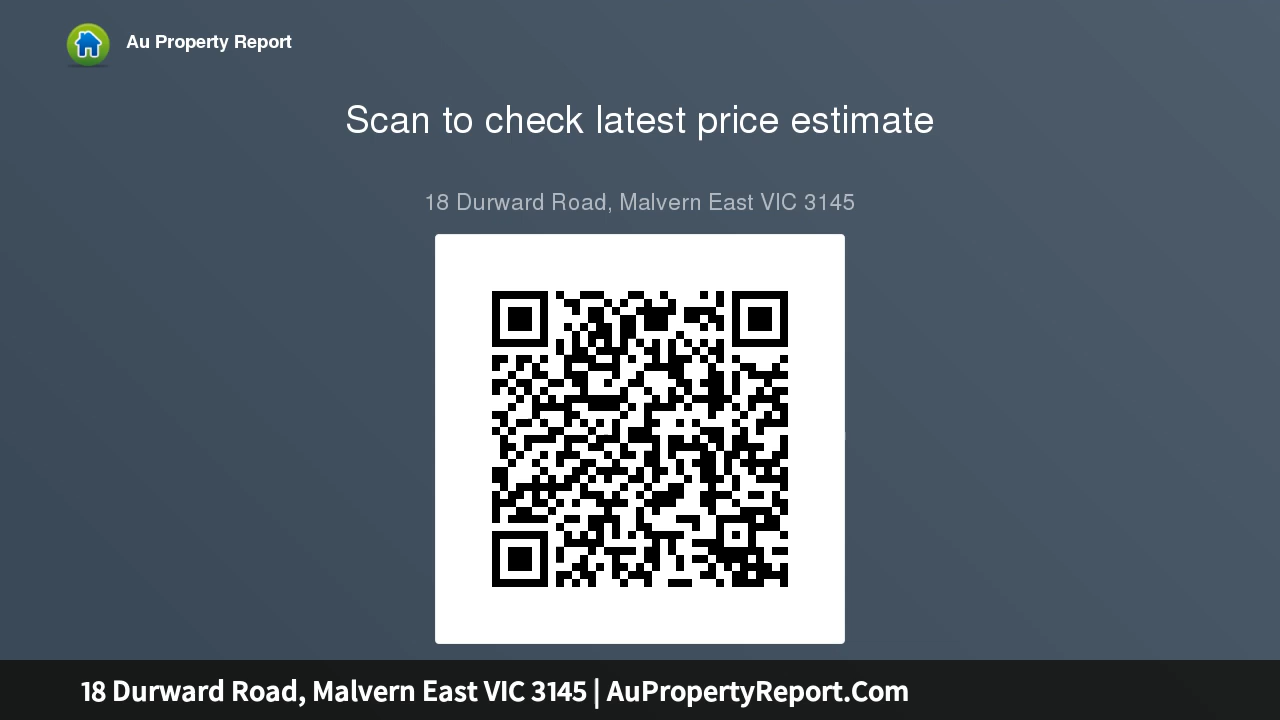 Au Property Report
Scan to check latest price estimate
18 Durward Road, Malvern East VIC 3145
18 Durward Road, Malvern East VIC 3145 | AuPropertyReport.Com